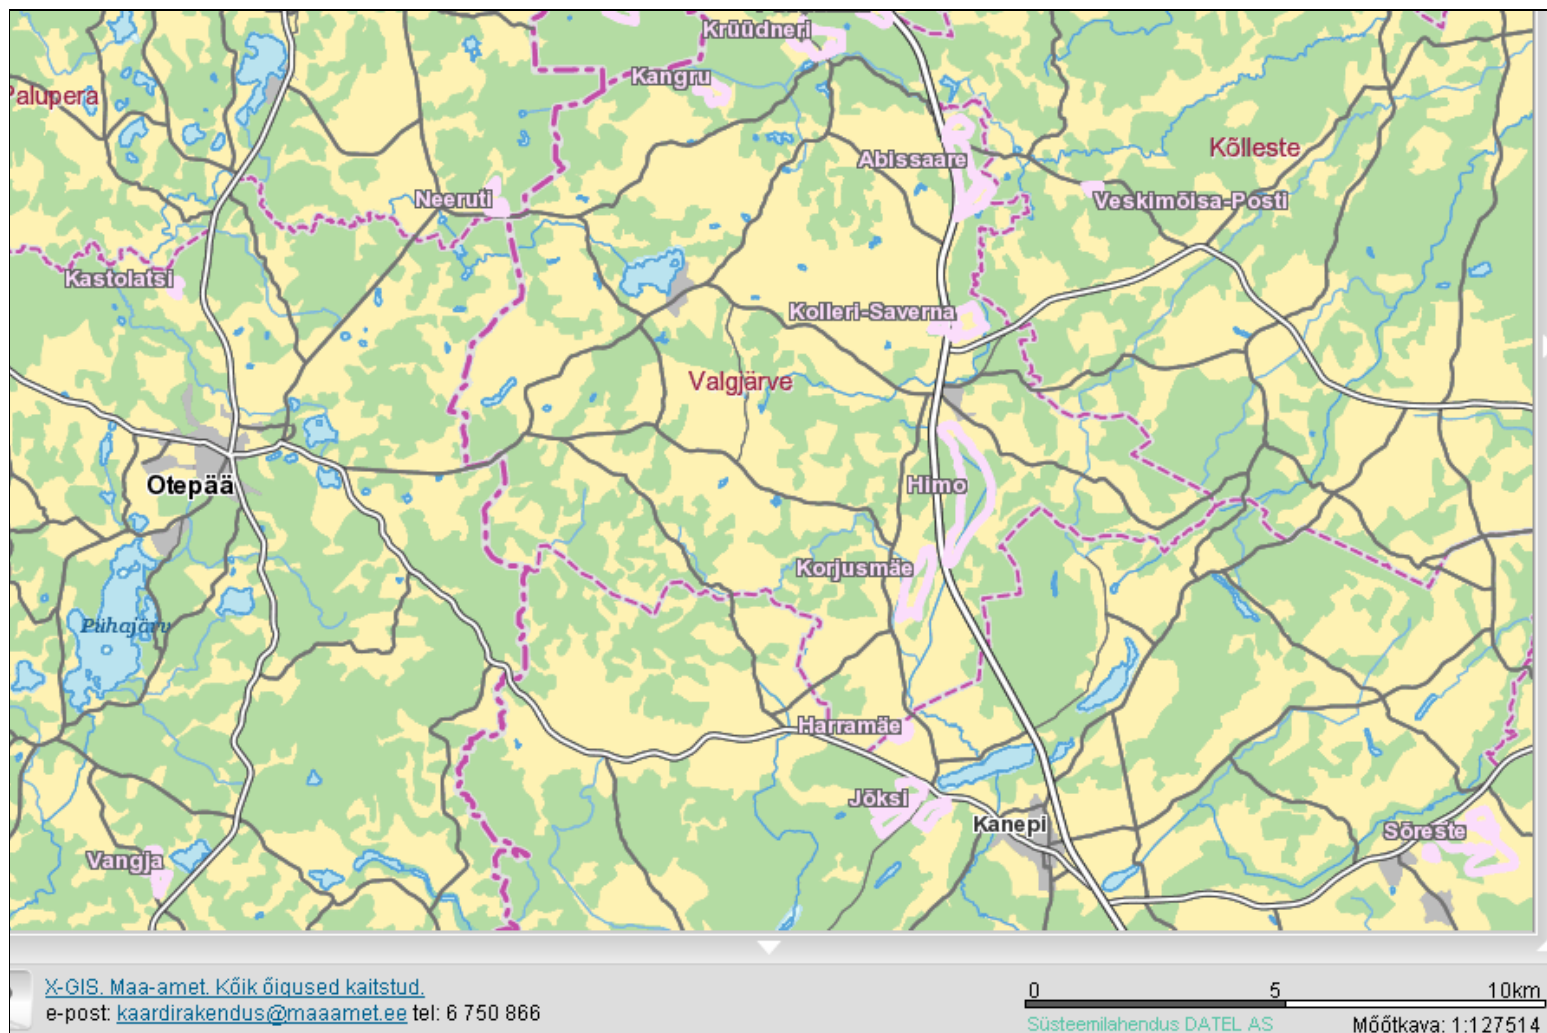 Krüüdneri
Kangru
Palupera
Kõlleste
Abissaare
Neeruti
Veskimõisa-Posti
Kastolatsi
Kolleri-Saverna
Valgjärve
Otepää
Himo
Korjusmäe
Pühajärv
Harramäe
Jõksi
Kanepi
Sõreste
Vangja
X-GIS. Maa-amet. Kõik õigused kaitstud.
e-post: kaardirakendus@maaamet.ee tel: 6 750 866
0 5 10km
Süsteemilahendus DATEL AS
Mõõtkava: 1:127514